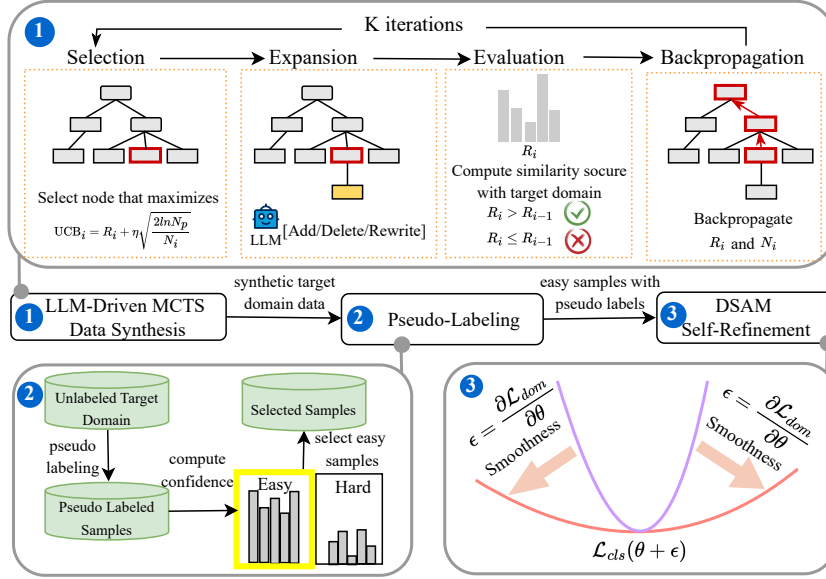 1
K iterations
Selection
Expansion
Evaluation
Backpropagation
Select node that maximizes
UCB_i = R_i + η√(2lnN_p / N_i)
LLM
[Add/Delete/Rewrite]
R_i
Compute similarity socure
with target domain
R_i > R_{i−1}
R_i ≤ R_{i−1}
Backpropagate
R_i and N_i
1
LLM-Driven MCTS
Data Synthesis
synthetic target
domain data
2
Pseudo-Labeling
easy samples with
pseudo labels
3
DSAM
Self-Refinement
2
Unlabeled Target
Domain
pseudo
labeling
Pseudo Labeled
Samples
compute
confidence
Selected Samples
select easy
samples
Easy
Hard
3
ϵ = ∂ℒ_dom / ∂θ
Smoothness
ϵ = ∂ℒ_dom / ∂θ
Smoothness
ℒ_cls(θ + ϵ)